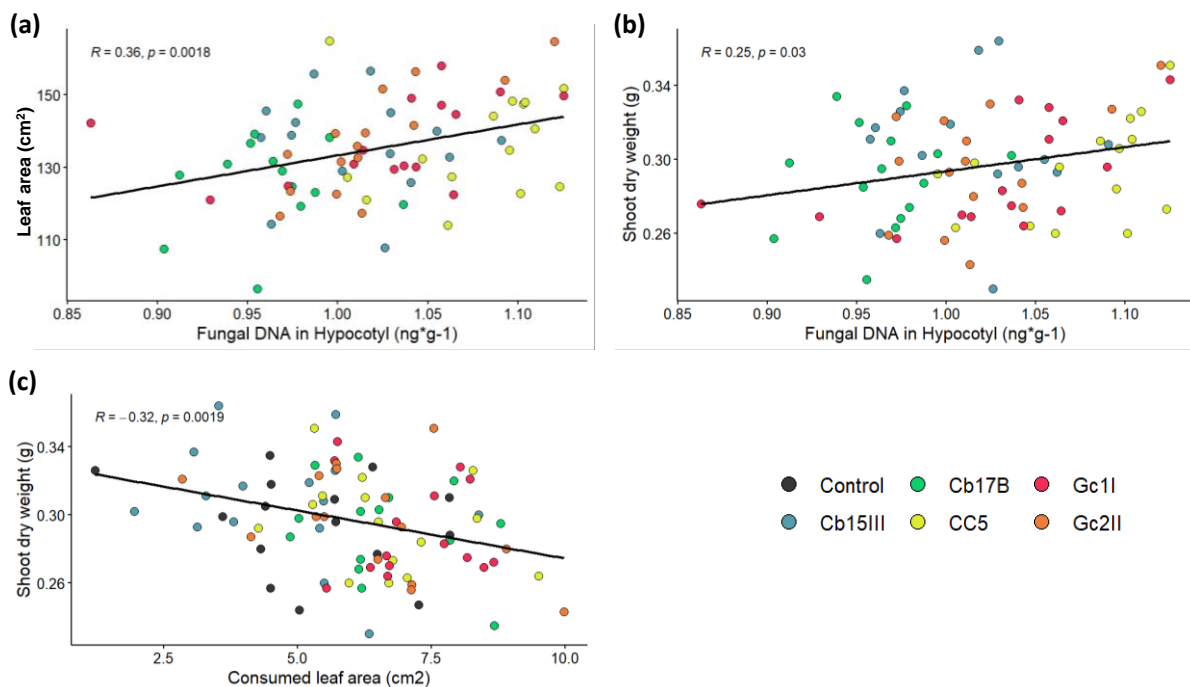 (a)
R = 0.36, p = 0.0018
Leaf area (cm²)
150
130
110
0.85 0.90 0.95 1.00 1.05 1.10
Fungal DNA in Hypocotyl (ng*g-1)
(b)
R = 0.25, p = 0.03
Shoot dry weight (g)
0.34
0.30
0.26
0.85 0.90 0.95 1.00 1.05 1.10
Fungal DNA in Hypocotyl (ng*g-1)
(c)
R = −0.32, p = 0.0019
Shoot dry weight (g)
0.34
0.30
0.26
2.5 5.0 7.5 10.0
Consumed leaf area (cm2)
Control Cb17B Gc1I
Cb15III CC5 Gc2II